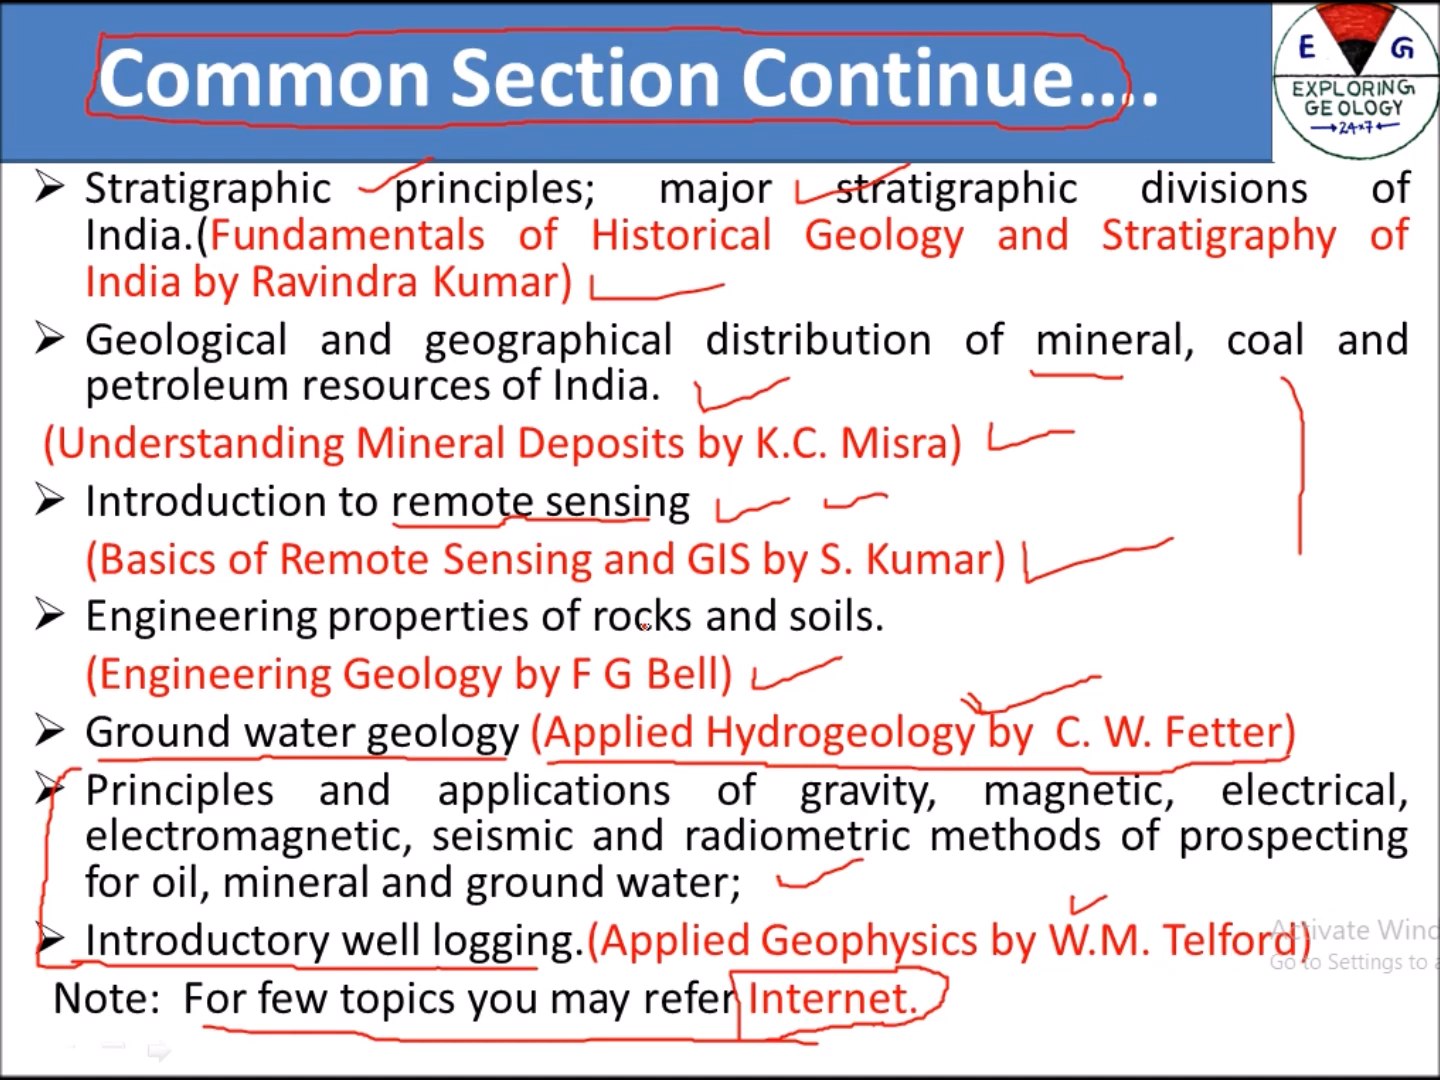 Common Section Continue....
E G
EXPLORING
GEOLOGY
24x7
➢ Stratigraphic principles; major stratigraphic divisions of
India.(Fundamentals of Historical Geology and Stratigraphy of
India by Ravindra Kumar)
➢ Geological and geographical distribution of mineral, coal and
petroleum resources of India.
(Understanding Mineral Deposits by K.C. Misra)
➢ Introduction to remote sensing
(Basics of Remote Sensing and GIS by S. Kumar)
➢ Engineering properties of rocks and soils.
(Engineering Geology by F G Bell)
➢ Ground water geology (Applied Hydrogeology by C. W. Fetter)
➢ Principles and applications of gravity, magnetic, electrical,
electromagnetic, seismic and radiometric methods of prospecting
for oil, mineral and ground water;
➢ Introductory well logging.(Applied Geophysics by W.M. Telford)
Activate Wind
Go to Settings to a
Note: For few topics you may refer Internet.